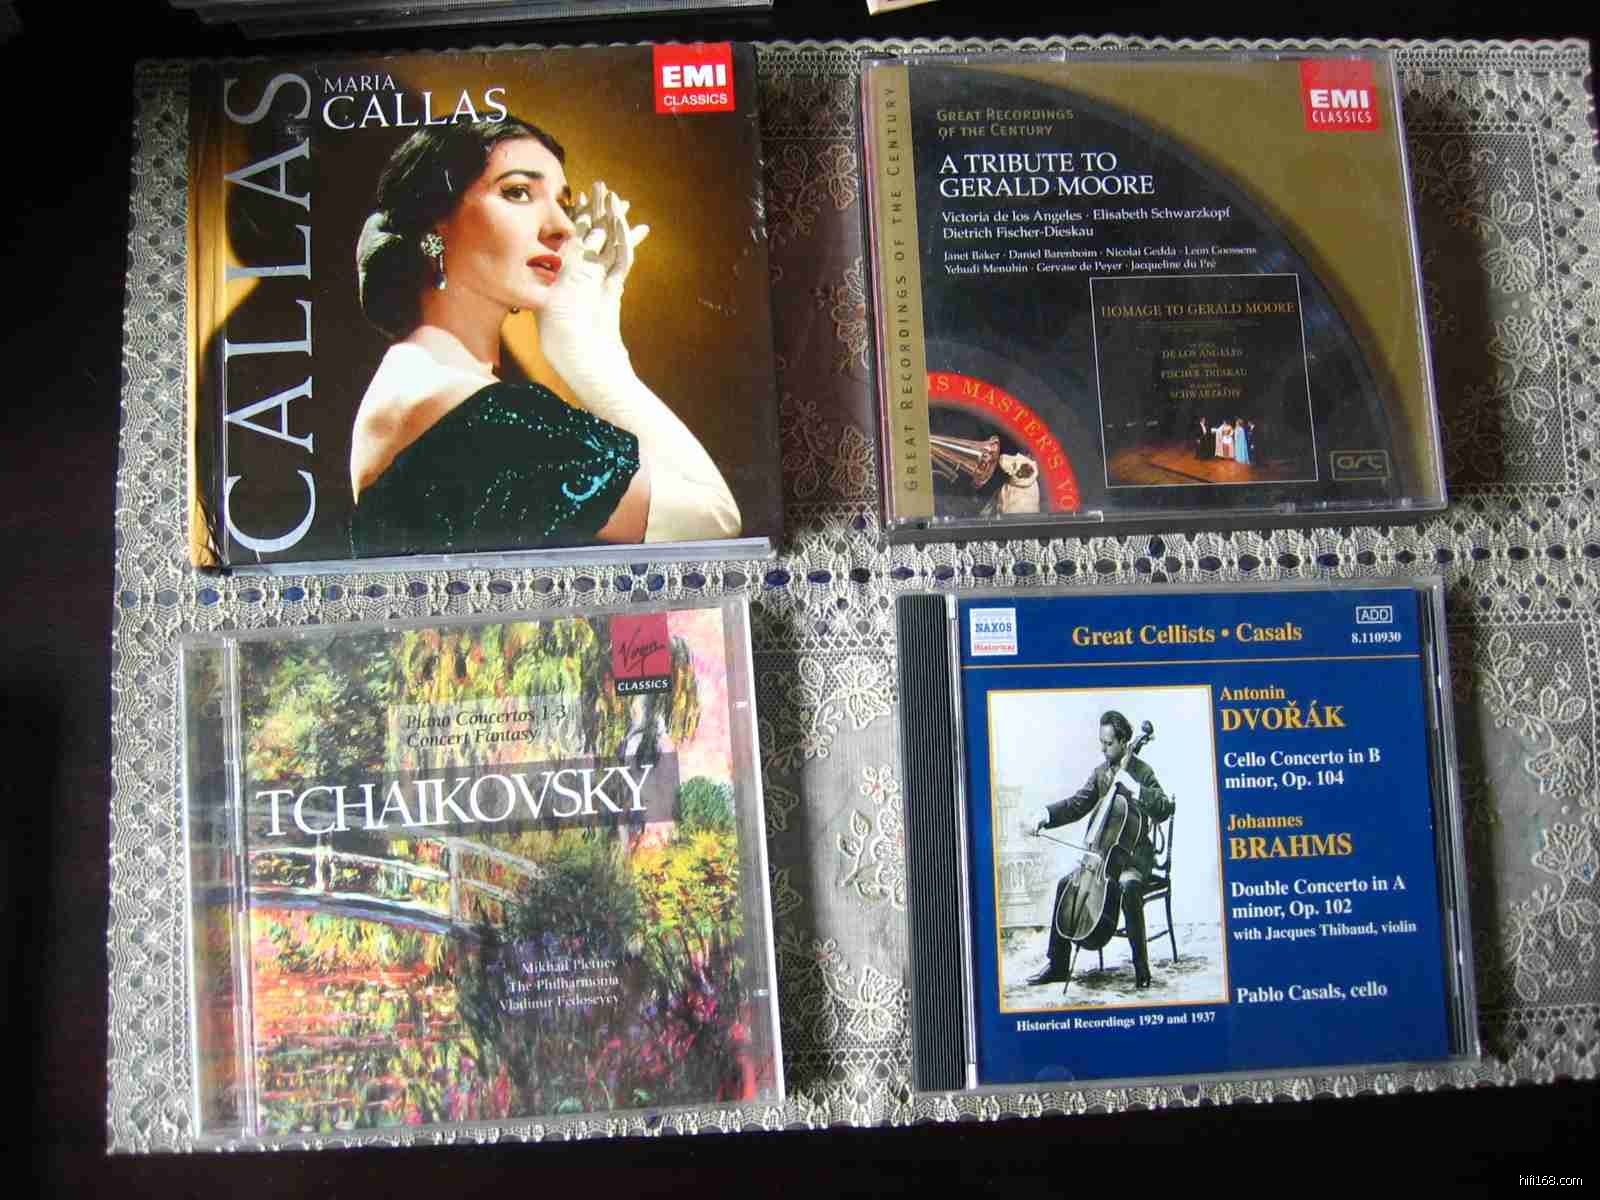 CALLAS
MARIA
CALLAS
EMI
CLASSICS
GREAT RECORDINGS OF THE CENTURY
GREAT RECORDINGS
OF THE CENTURY
EMI
CLASSICS
A TRIBUTE TO
GERALD MOORE
Victoria de los Angeles · Elisabeth Schwarzkopf
Dietrich Fischer-Dieskau
Janet Baker · Daniel Barenboim · Nicolai Gedda · Leon Goossens
Yehudi Menuhin · Gervase de Peyer · Jacqueline du Pré
HOMAGE TO GERALD MOORE
DE LOS ANGELES
FISCHER-DIESKAU
SCHWARZKOPF
IS MASTER'S VO
art
Virgin
CLASSICS
Piano Concertos 1-3
Concert Fantasy
TCHAIKOVSKY
Mikhail Pletnev
The Philharmonia
Vladimir Fedoseyev
NAXOS
Historical
Great Cellists • Casals
ADD
8.110930
Antonin
DVOŘÁK
Cello Concerto in B
minor, Op. 104
Johannes
BRAHMS
Double Concerto in A
minor, Op. 102
with Jacques Thibaud, violin
Pablo Casals, cello
Historical Recordings 1929 and 1937
hifi168.com